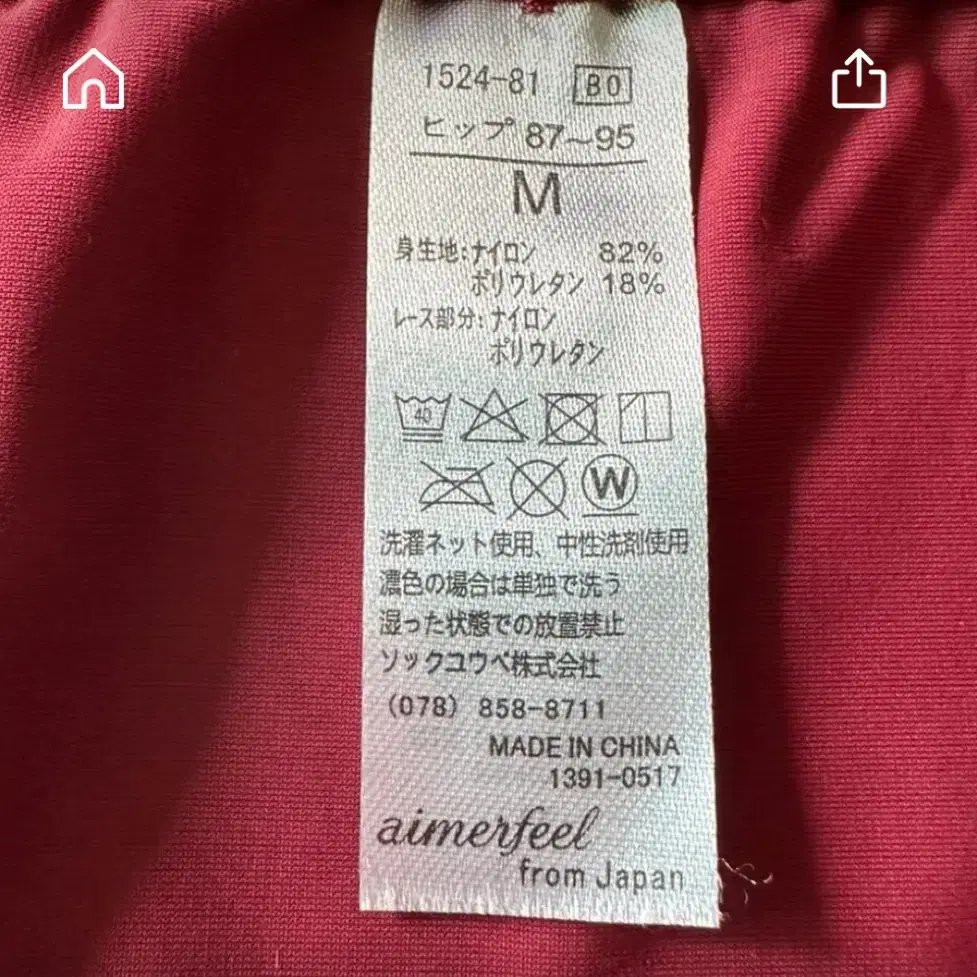 1524-81 BO
ヒップ 87~95
M
身生地:ナイロン 82%
ポリウレタン 18%
レース部分:ナイロン
ポリウレタン
40
W
洗濯ネット使用、中性洗剤使用
濃色の場合は単独で洗う
湿った状態での放置禁止
ソックコウベ株式会社
(078) 858-8711
MADE IN CHINA
1391-0517
aimerfeel
from Japan